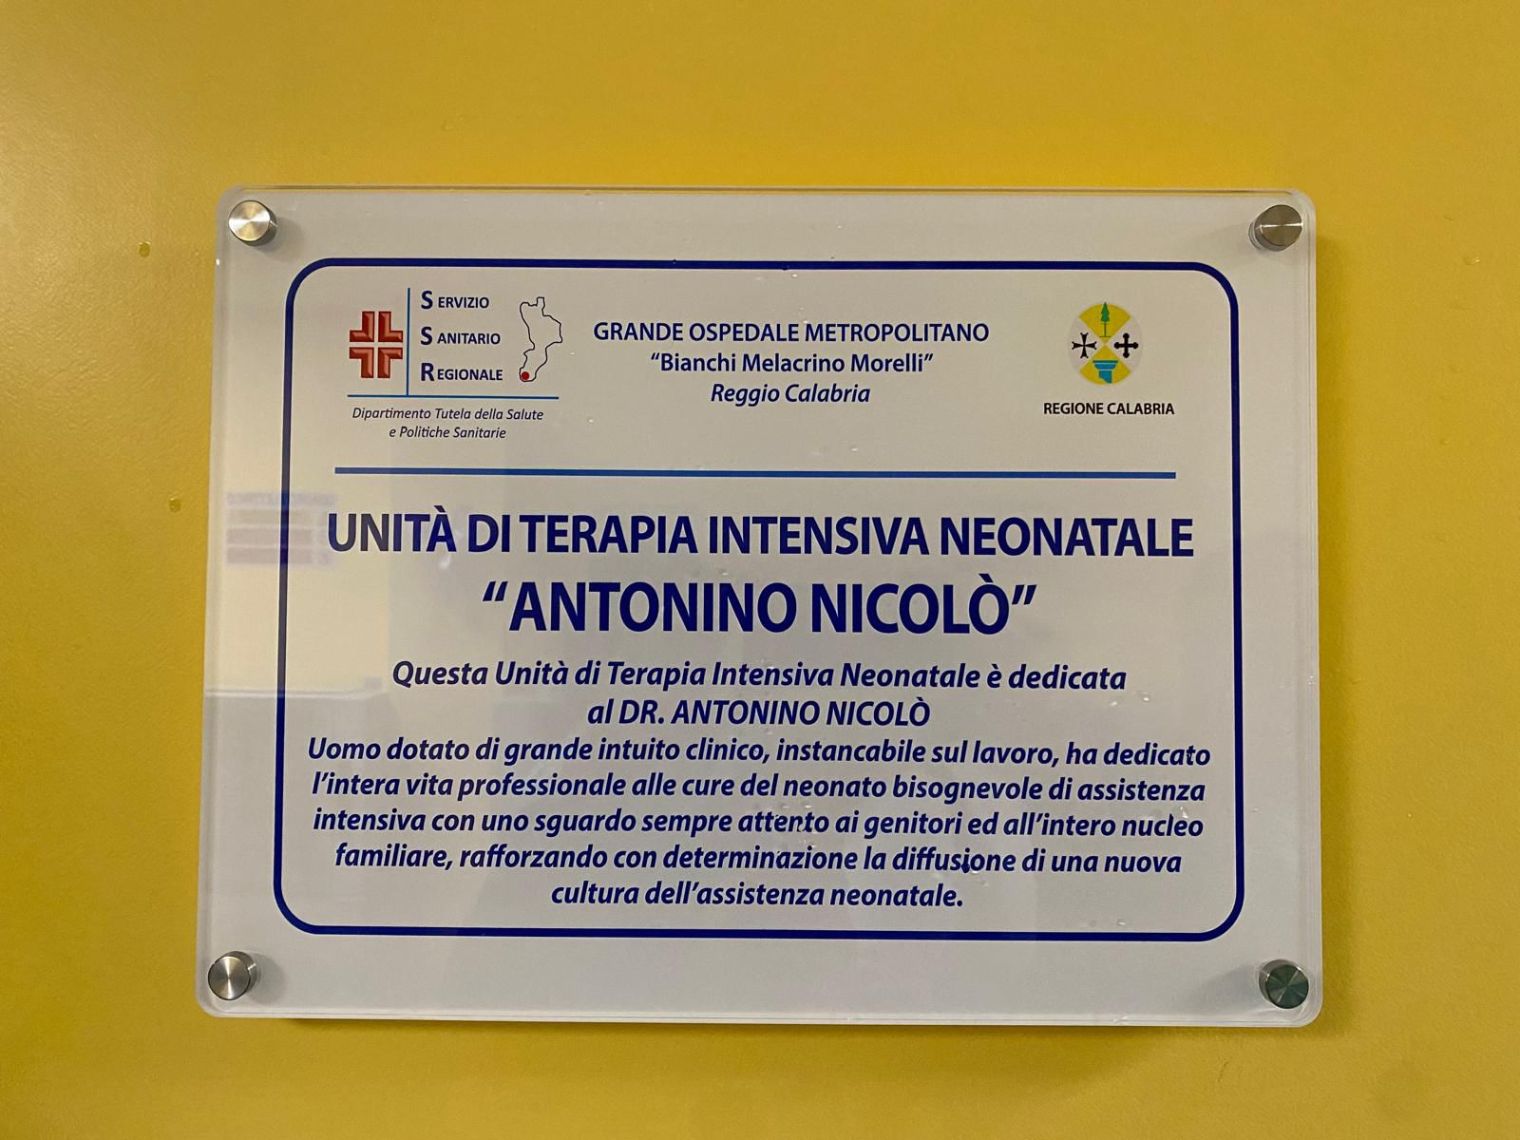 SERVIZIO
SANITARIO
REGIONALE
Dipartimento Tutela della Salute
e Politiche Sanitarie
GRANDE OSPEDALE METROPOLITANO
“Bianchi Melacrino Morelli”
Reggio Calabria
REGIONE CALABRIA
UNITÀ DI TERAPIA INTENSIVA NEONATALE
“ANTONINO NICOLÒ”
Questa Unità di Terapia Intensiva Neonatale è dedicata
al DR. ANTONINO NICOLÒ
Uomo dotato di grande intuito clinico, instancabile sul lavoro, ha dedicato
l’intera vita professionale alle cure del neonato bisognevole di assistenza
intensiva con uno sguardo sempre attento ai genitori ed all’intero nucleo
familiare, rafforzando con determinazione la diffusione di una nuova
cultura dell’assistenza neonatale.